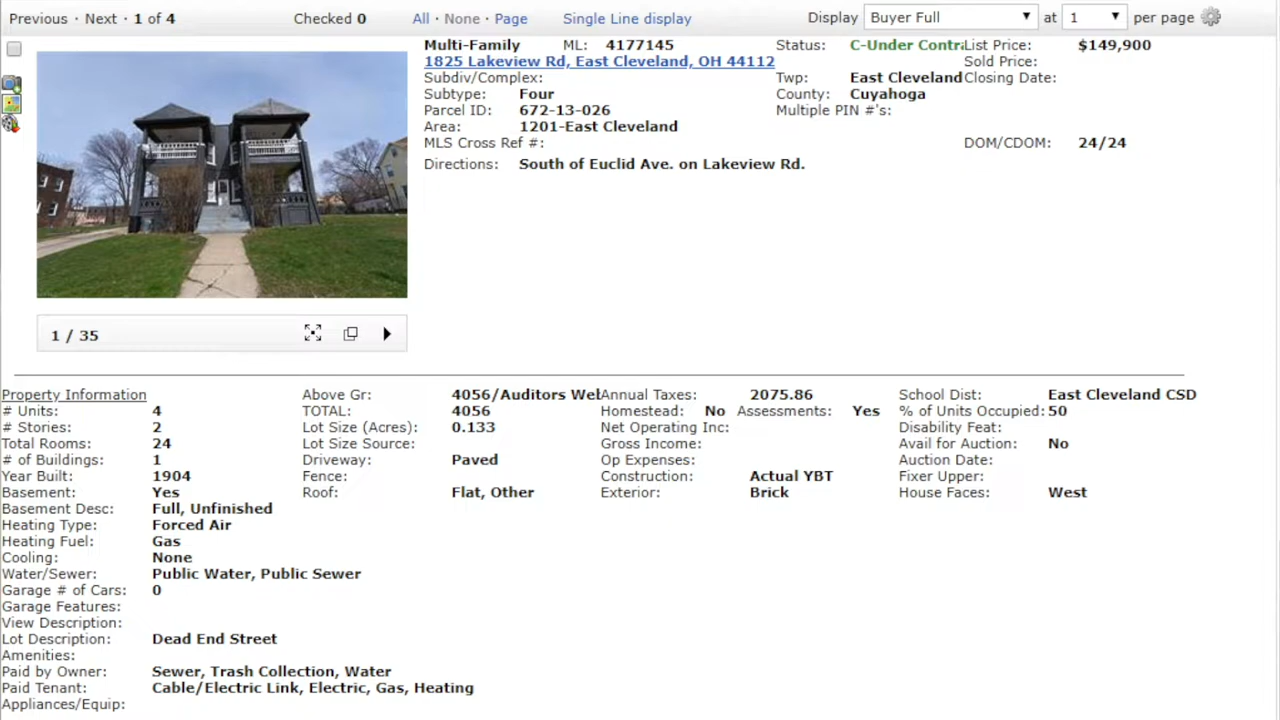 Previous · Next · 1 of 4 Checked 0 All · None · Page Single Line display Display Buyer Full at 1 per page
Multi-Family ML: 4177145 Status: C-Under Contra List Price: $149,900
1825 Lakeview Rd, East Cleveland, OH 44112 Sold Price:
Subdiv/Complex: Twp: East Cleveland Closing Date:
Subtype: Four County: Cuyahoga
Parcel ID: 672-13-026 Multiple PIN #'s:
Area: 1201-East Cleveland
MLS Cross Ref #: DOM/CDOM: 24/24
Directions: South of Euclid Ave. on Lakeview Rd.
1 / 35
Property Information Above Gr: 4056/Auditors Wel Annual Taxes: 2075.86 School Dist: East Cleveland CSD
# Units: 4 TOTAL: 4056 Homestead: No Assessments: Yes % of Units Occupied: 50
# Stories: 2 Lot Size (Acres): 0.133 Net Operating Inc: Disability Feat:
Total Rooms: 24 Lot Size Source: Gross Income: Avail for Auction: No
# of Buildings: 1 Driveway: Paved Op Expenses: Auction Date:
Year Built: 1904 Fence: Construction: Actual YBT Fixer Upper:
Basement: Yes Roof: Flat, Other Exterior: Brick House Faces: West
Basement Desc: Full, Unfinished
Heating Type: Forced Air
Heating Fuel: Gas
Cooling: None
Water/Sewer: Public Water, Public Sewer
Garage # of Cars: 0
Garage Features:
View Description:
Lot Description: Dead End Street
Amenities:
Paid by Owner: Sewer, Trash Collection, Water
Paid Tenant: Cable/Electric Link, Electric, Gas, Heating
Appliances/Equip: